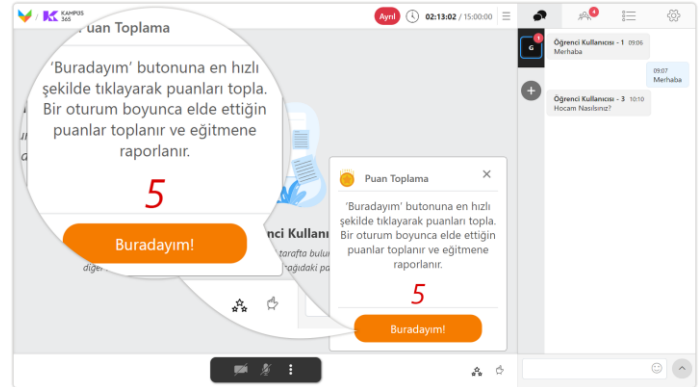 KAMPUS
365
Ayrıl
02:13:02 / 15:00:00
4
Puan Toplama
'Buradayım' butonuna en hızlı
şekilde tıklayarak puanları topla.
Bir oturum boyunca elde ettiğin
puanlar toplanır ve eğitmene
raporlanır.
5
Buradayım!
Puan Toplama
'Buradayım' butonuna en hızlı
şekilde tıklayarak puanları topla.
Bir oturum boyunca elde ettiğin
puanlar toplanır ve eğitmene
raporlanır.
5
Buradayım!
G
Öğrenci Kullanıcısı - 1 09:06
Merhaba
09:07
Merhaba
Öğrenci Kullanıcısı - 3 10:10
Hocam Nasılsınız?